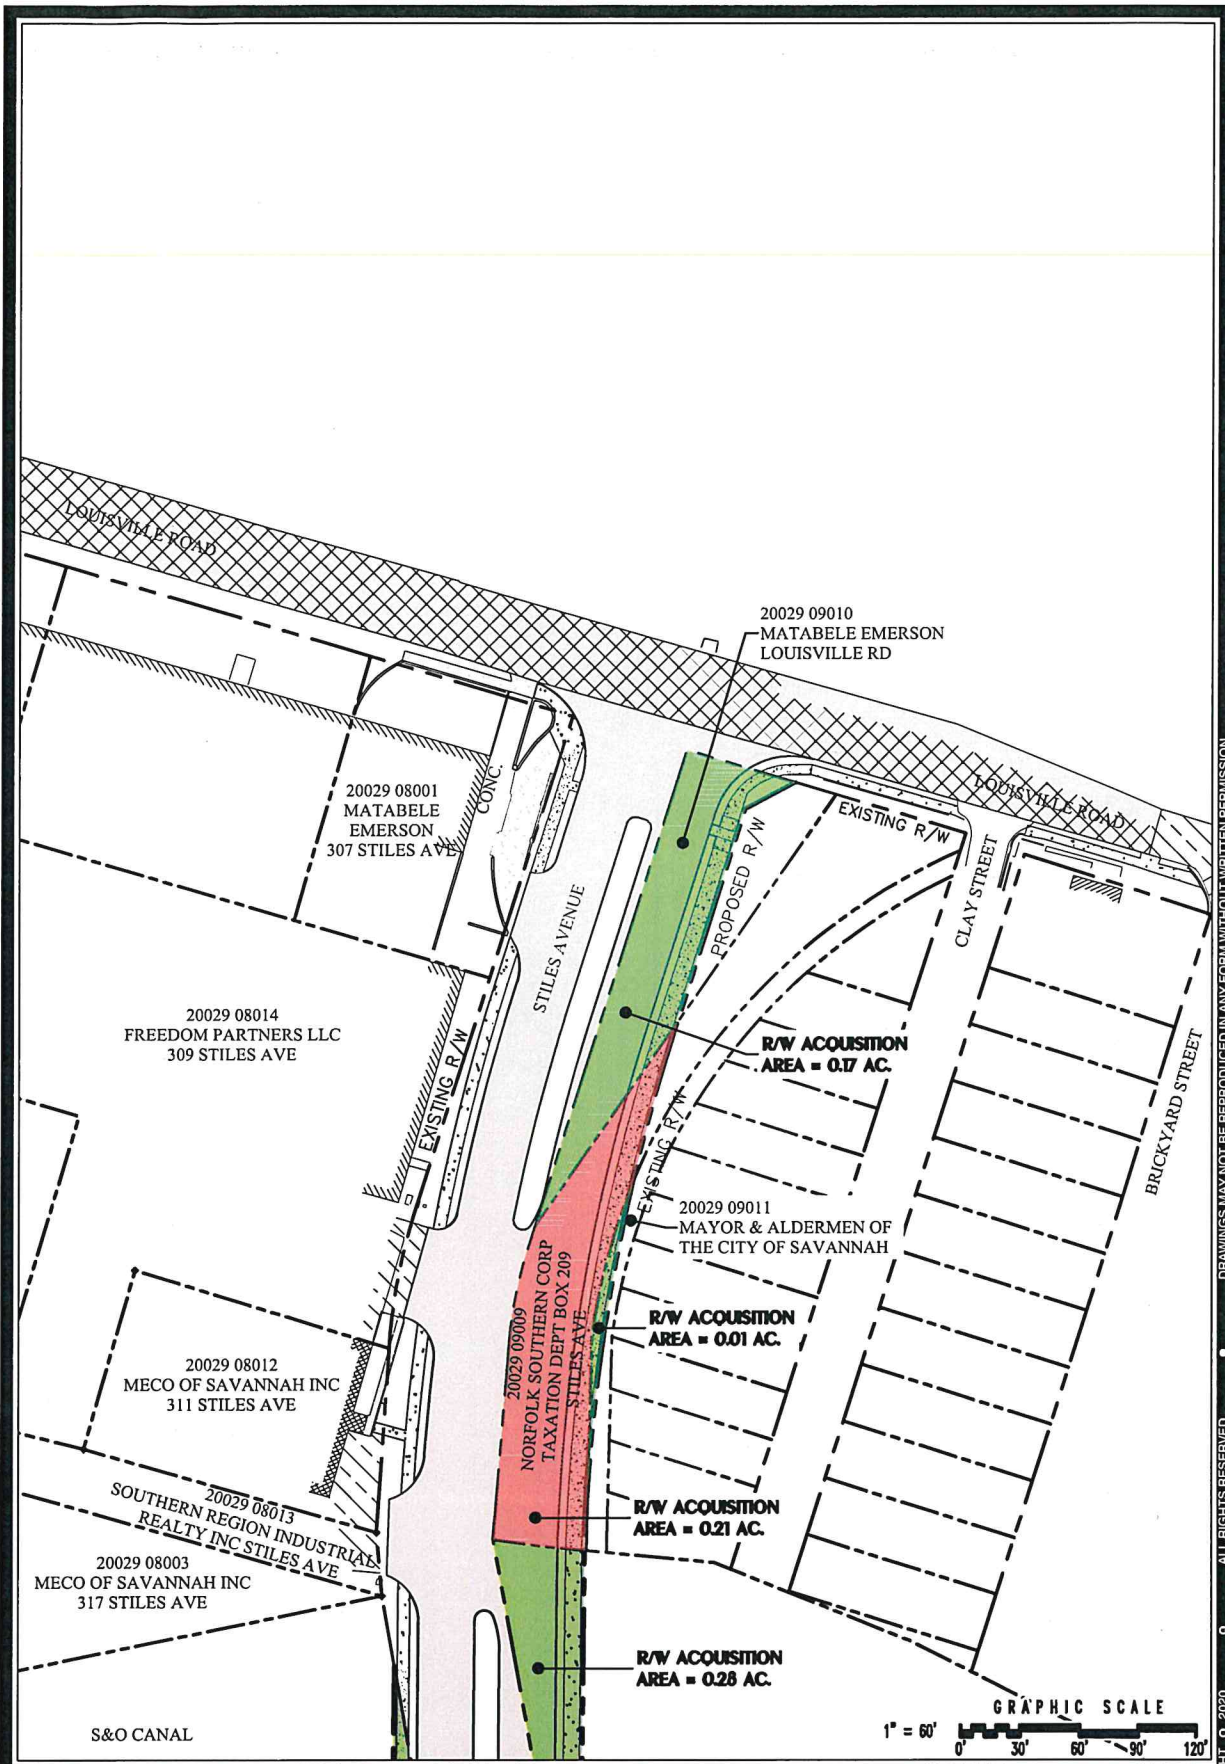 LOUISVILLE ROAD
20029 09010
MATABELE EMERSON
LOUISVILLE RD
LOUISVILLE ROAD
20029 08001
MATABELE
EMERSON
307 STILES AVE
CONC.
EXISTING R/W
PROPOSED R/W
CLAY STREET
STILES AVENUE
20029 08014
FREEDOM PARTNERS LLC
309 STILES AVE
EXISTING R/W
R/W ACQUISITION
AREA = 0.17 AC.
EXISTING R/W
BRICKYARD STREET
20029 09011
MAYOR & ALDERMEN OF
THE CITY OF SAVANNAH
20029 09009
NORFOLK SOUTHERN CORP
TAXATION DEPT BOX 209
STILES AVE
R/W ACQUISITION
AREA = 0.01 AC.
20029 08012
MECO OF SAVANNAH INC
311 STILES AVE
R/W ACQUISITION
AREA = 0.21 AC.
20029 08013
SOUTHERN REGION INDUSTRIAL
REALTY INC STILES AVE
20029 08003
MECO OF SAVANNAH INC
317 STILES AVE
R/W ACQUISITION
AREA = 0.28 AC.
S&O CANAL
GRAPHIC SCALE
1" = 60'
0' 30' 60' 90' 120'
2020 ALL RIGHTS RESERVED DRAWINGS MAY NOT BE REPRODUCED IN ANY FORM WITHOUT WRITTEN PERMISSION